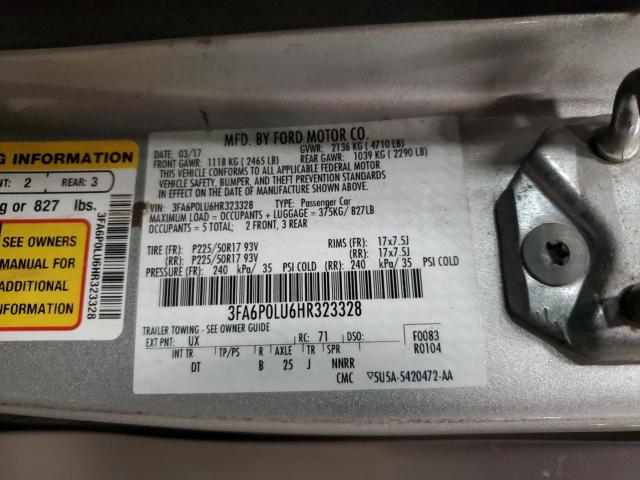 G INFORMATION
NT: 2 REAR: 3
g or 827 lbs.
SEE OWNERS
MANUAL FOR
ADDITIONAL
INFORMATION
3FA6P0LU6HR323328
MFD. BY FORD MOTOR CO.
DATE: 03/17 GVWR: 2136 KG ( 4710 LB)
FRONT GAWR: 1118 KG ( 2465 LB) REAR GAWR: 1039 KG ( 2290 LB)
THIS VEHICLE CONFORMS TO ALL APPLICABLE FEDERAL MOTOR
VEHICLE SAFETY, BUMPER, AND THEFT PREVENTION STANDARDS
IN EFFECT ON THE DATE OF MANUFACTURE SHOWN ABOVE.
VIN: 3FA6P0LU6HR323328 TYPE: Passenger Car
MAXIMUM LOAD = OCCUPANTS + LUGGAGE = 375KG/ 827LB
OCCUPANTS = 5 TOTAL: 2 FRONT, 3 REAR
TIRE (FR): P225/50R17 93V RIMS (FR): 17x7.5J
(RR): P225/50R17 93V (RR): 17x7.5J
PRESSURE (FR): 240 kPa/ 35 PSI COLD (RR): 240 kPa/ 35 PSI COLD
3FA6P0LU6HR323328
TRAILER TOWING - SEE OWNER GUIDE
EXT PNT: UX RC: 71 DSO: F0083
R0104
INT TR TP/PS R AXLE TR SPR
DT B 25 J NNRR
CMC ▽5USA-5420472-AA